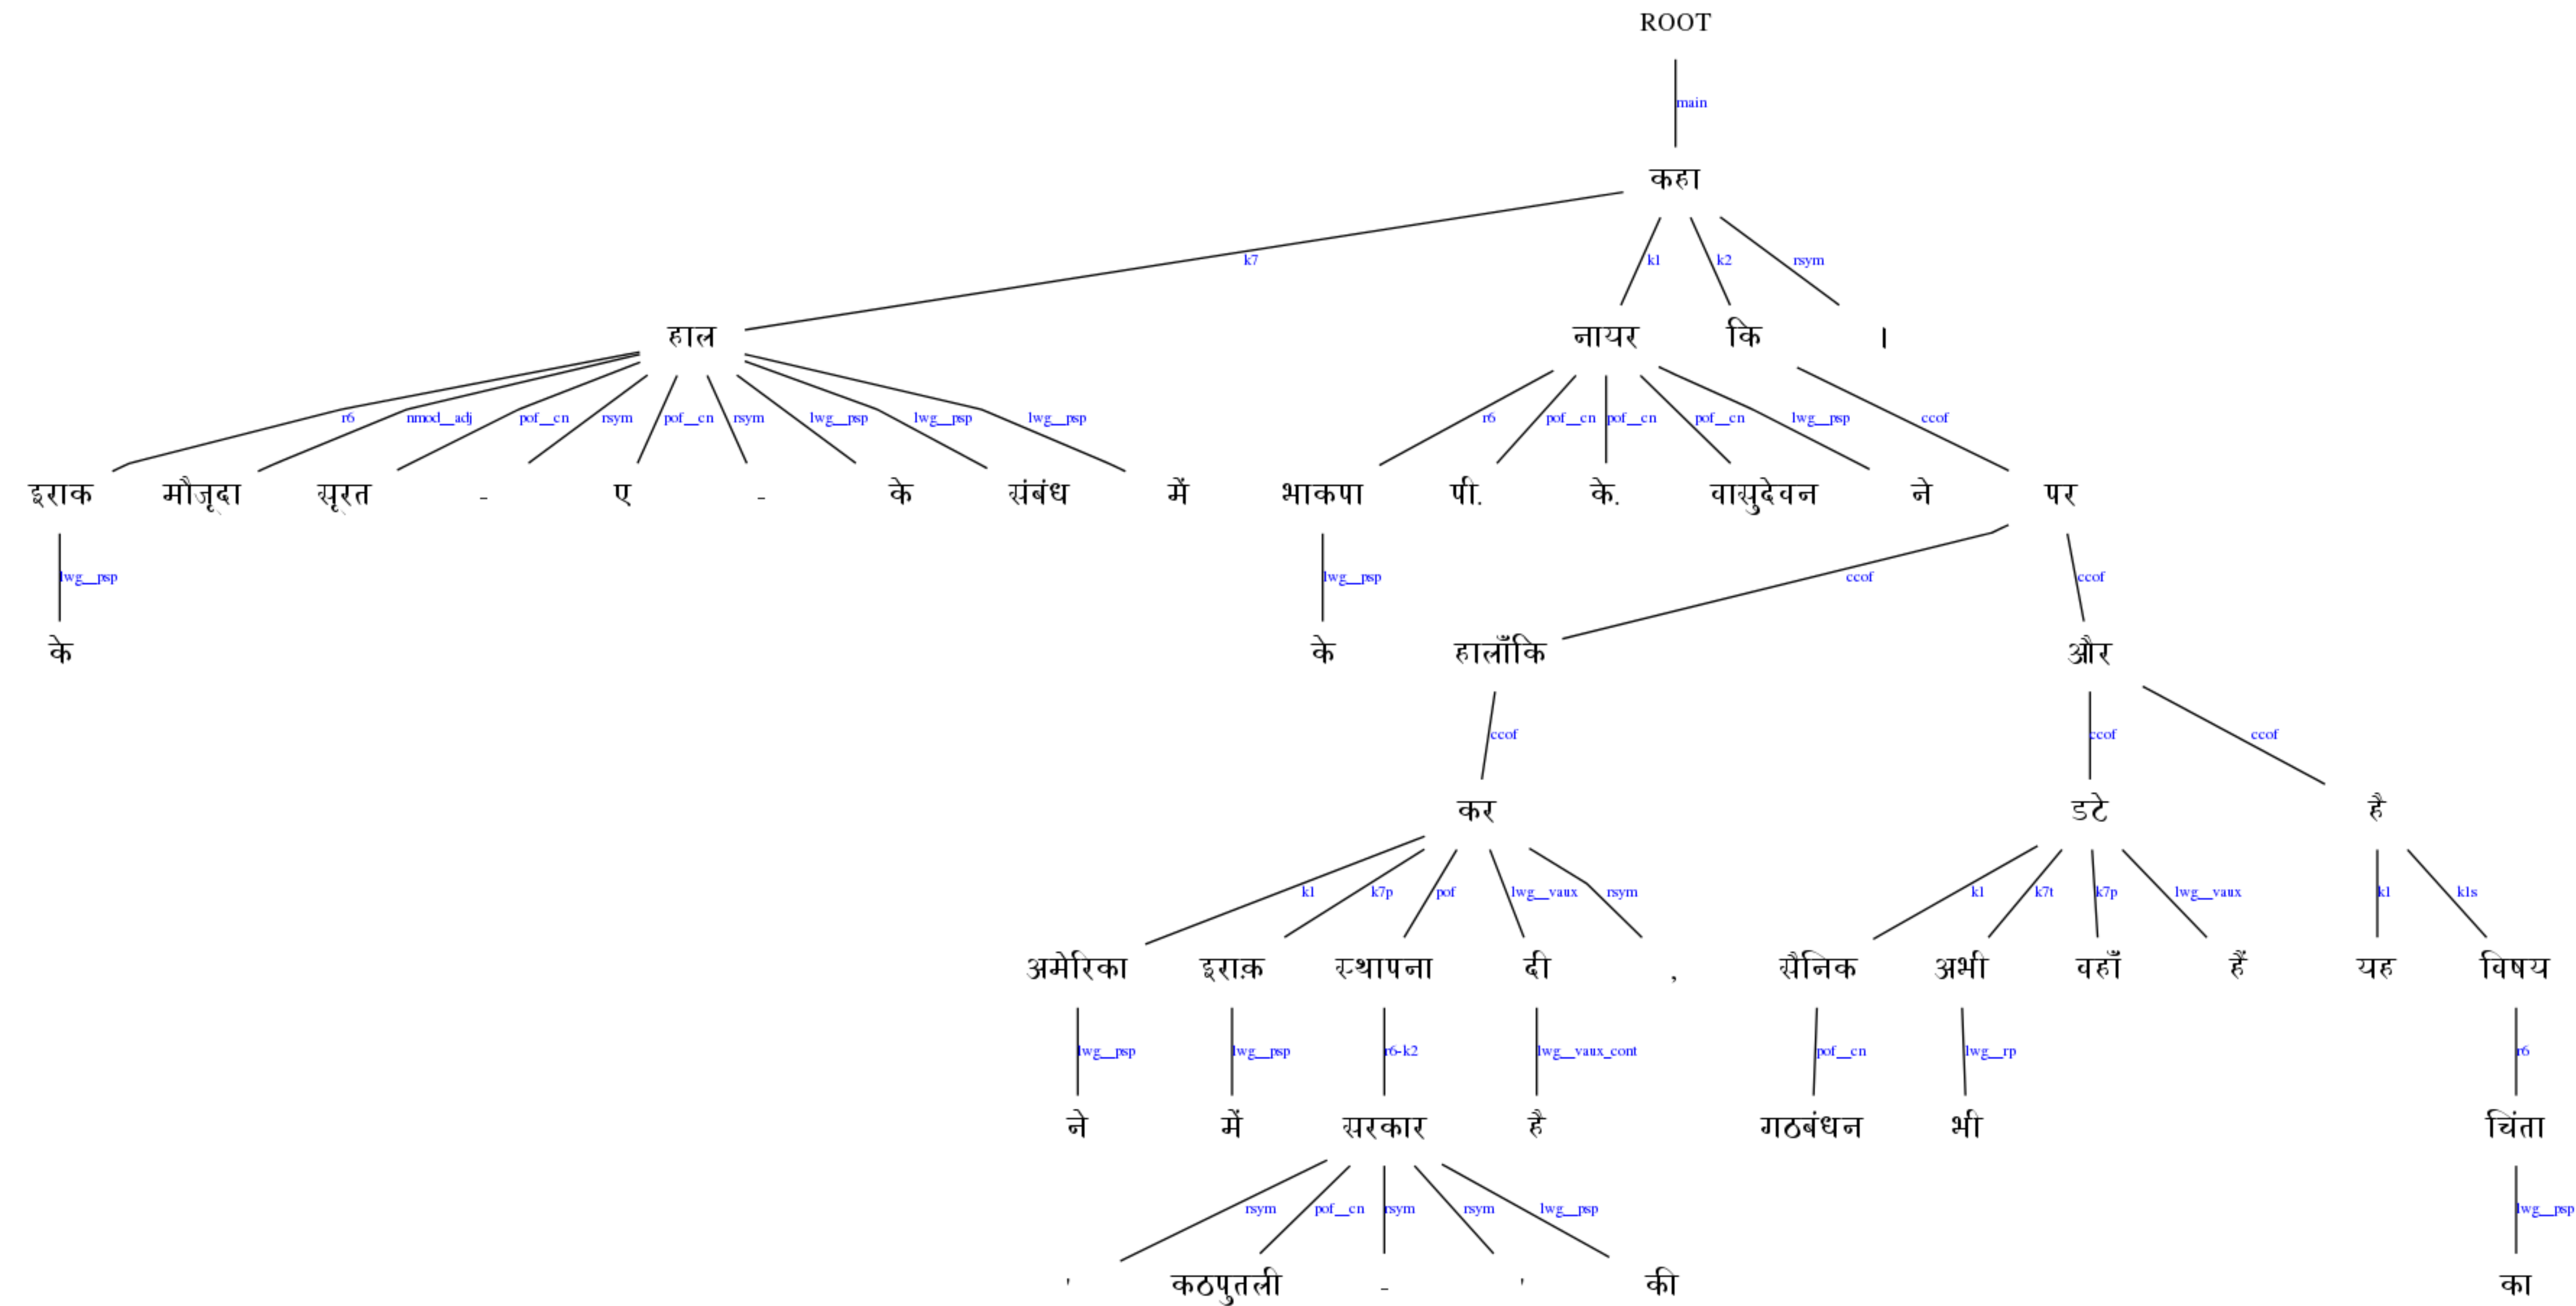 ROOT
main
कहा
k7 k1 k2 rsym
हाल नायर कि ।
r6 nmod__adj pof__cn rsym pof__cn rsym lwg__psp lwg__psp lwg__psp r6 pof__cn pof__cn pof__cn lwg__psp ccof
इराक मौजूदा सूरत - ए - के संबंध में भाकपा पी. के. वासुदेवन ने पर
lwg__psp lwg__psp ccof ccof
के के हालाँकि और
ccof ccof ccof
कर डटे है
k1 k7p pof lwg__vaux rsym k1 k7t k7p lwg__vaux k1 k1s
अमेरिका इराक़ स्थापना दी , सैनिक अभी वहाँ हैं यह विषय
lwg__psp lwg__psp r6-k2 lwg__vaux_cont pof__cn lwg__rp r6
ने में सरकार है गठबंधन भी चिंता
rsym pof__cn rsym rsym lwg__psp lwg__psp
' कठपुतली - ' की का